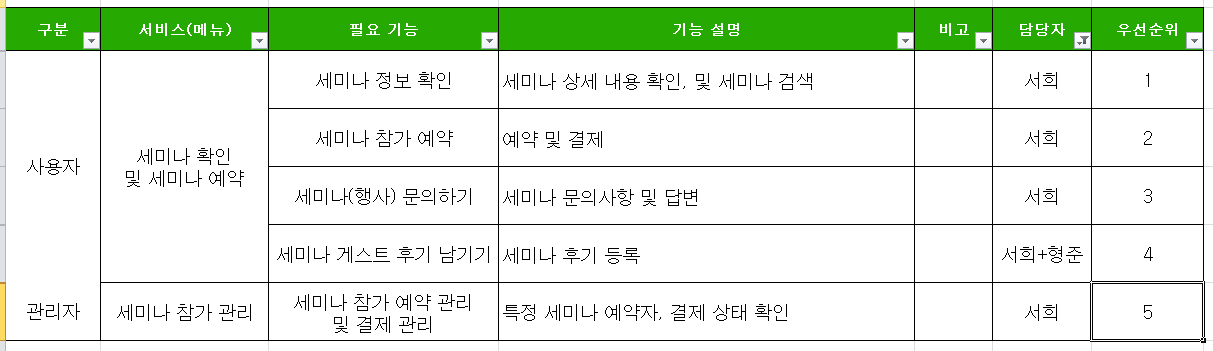 구분 서비스(메뉴) 필요 기능 기능 설명 비고 담당자 우선순위
세미나 정보 확인 세미나 상세 내용 확인, 및 세미나 검색 서희 1
세미나 참가 예약 예약 및 결제 서희 2
사용자
세미나 확인
및 세미나 예약
세미나(행사) 문의하기 세미나 문의사항 및 답변 서희 3
세미나 게스트 후기 남기기 세미나 후기 등록 서희+형준 4
관리자 세미나 참가 관리
세미나 참가 예약 관리
및 결제 관리
특정 세미나 예약자, 결제 상태 확인 서희 5